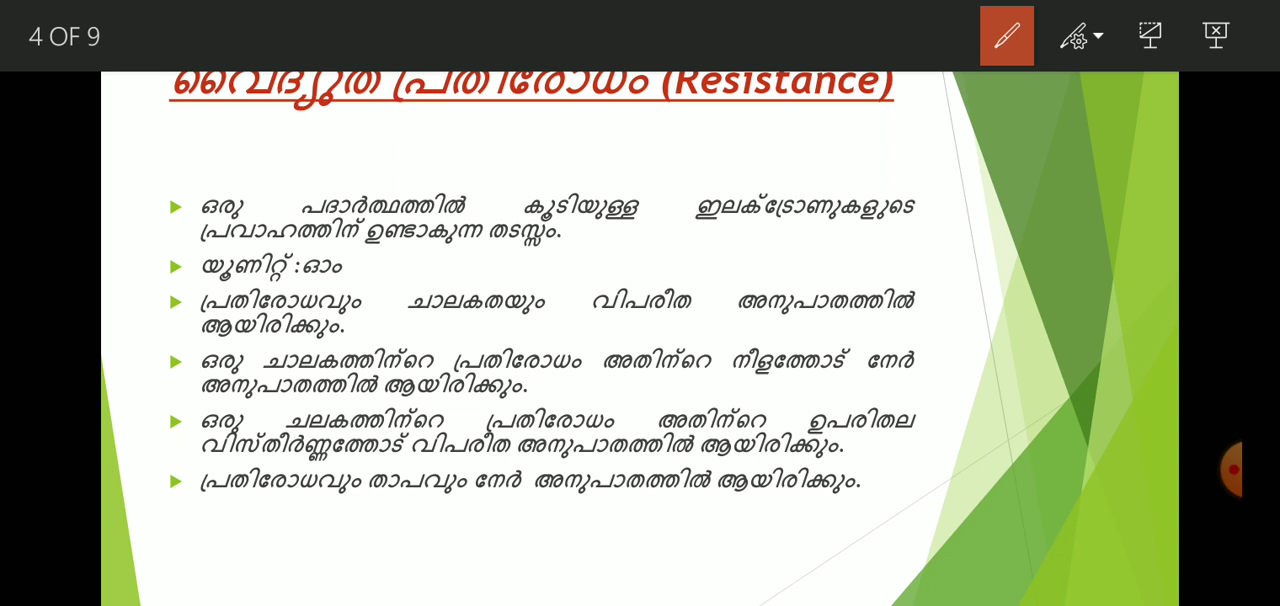 4 OF 9
വൈദ്യുത പ്രതിരോധം (Resistance)
ഒരു പദാർത്ഥത്തിൽ കൂടിയുള്ള ഇലക്ട്രോണുകളുടെ
പ്രവാഹത്തിന് ഉണ്ടാകുന്ന തടസ്സം.
യൂണിറ്റ് :ഓം
പ്രതിരോധവും ചാലകതയും വിപരീത അനുപാതത്തിൽ
ആയിരിക്കും.
ഒരു ചാലകത്തിന്റെ പ്രതിരോധം അതിന്റെ നീളത്തോട് നേർ
അനുപാതത്തിൽ ആയിരിക്കും.
ഒരു ചലകത്തിന്റെ പ്രതിരോധം അതിന്റെ ഉപരിതല
വിസ്തീർണ്ണത്തോട് വിപരീത അനുപാതത്തിൽ ആയിരിക്കും.
പ്രതിരോധവും താപവും നേർ അനുപാതത്തിൽ ആയിരിക്കും.